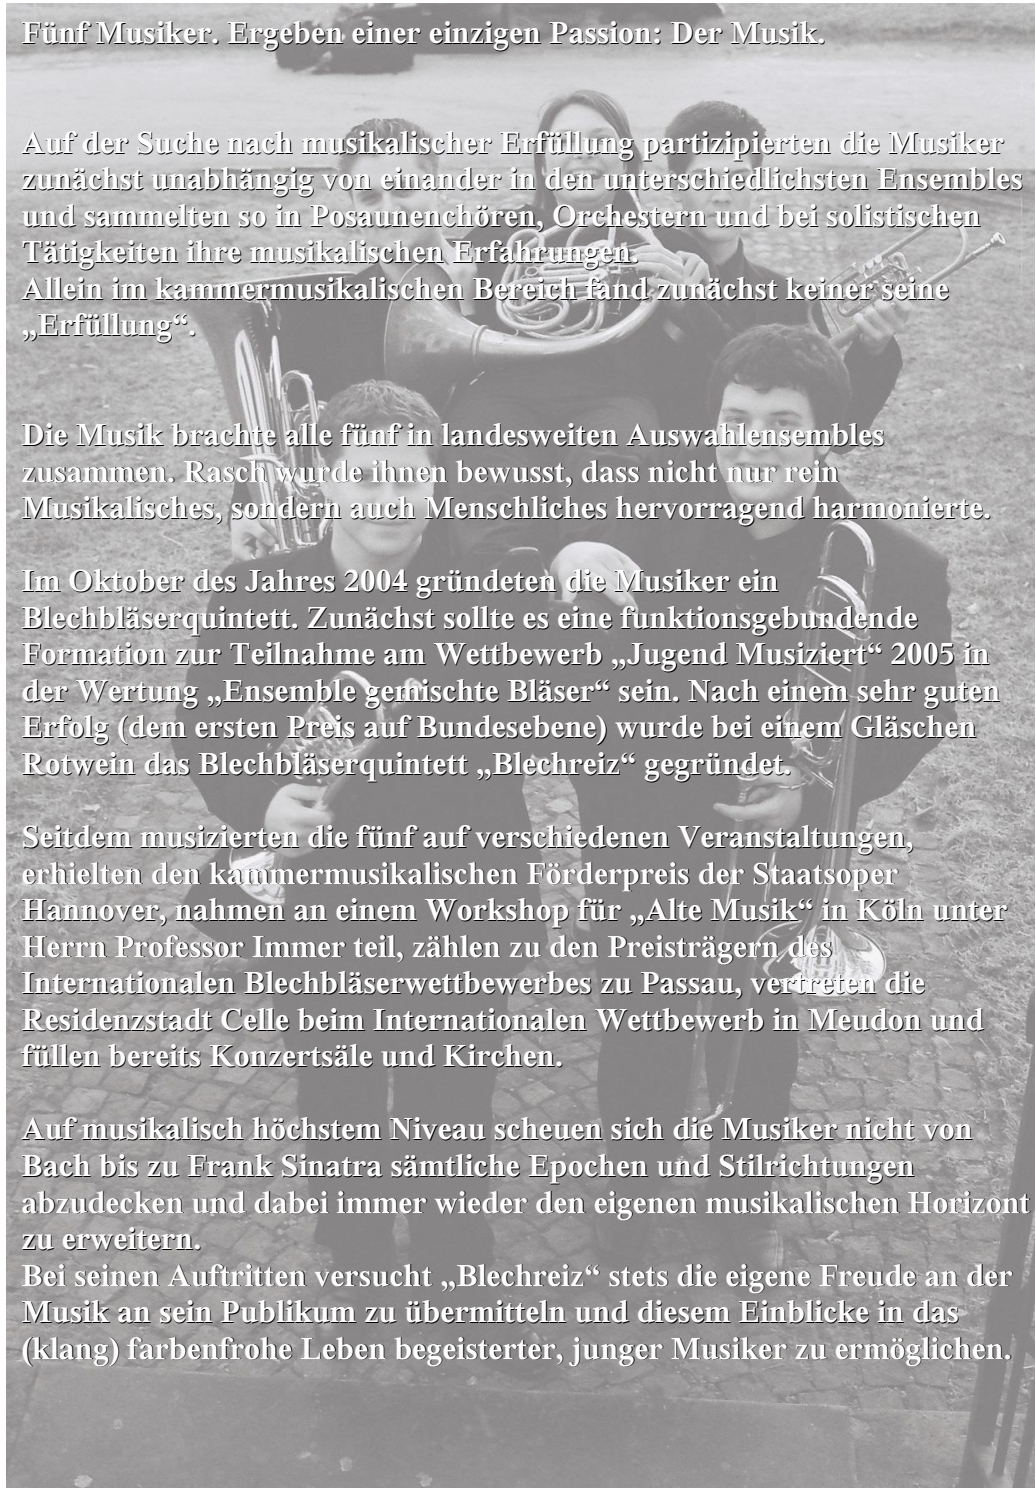 Fünf Musiker. Ergeben einer einzigen Passion: Der Musik.
Auf der Suche nach musikalischer Erfüllung partizipierten die Musiker
zunächst unabhängig von einander in den unterschiedlichsten Ensembles
und sammelten so in Posaunenchören, Orchestern und bei solistischen
Tätigkeiten ihre musikalischen Erfahrungen.
Allein im kammermusikalischen Bereich fand zunächst keiner seine
„Erfüllung“.
Die Musik brachte alle fünf in landesweiten Auswahlensembles
zusammen. Rasch wurde ihnen bewusst, dass nicht nur rein
Musikalisches, sondern auch Menschliches hervorragend harmonierte.
Im Oktober des Jahres 2004 gründeten die Musiker ein
Blechbläserquintett. Zunächst sollte es eine funktionsgebundende
Formation zur Teilnahme am Wettbewerb „Jugend Musiziert“ 2005 in
der Wertung „Ensemble gemischte Bläser“ sein. Nach einem sehr guten
Erfolg (dem ersten Preis auf Bundesebene) wurde bei einem Gläschen
Rotwein das Blechbläserquintett „Blechreiz“ gegründet.
Seitdem musizierten die fünf auf verschiedenen Veranstaltungen,
erhielten den kammermusikalischen Förderpreis der Staatsoper
Hannover, nahmen an einem Workshop für „Alte Musik“ in Köln unter
Herrn Professor Immer teil, zählen zu den Preisträgern des
Internationalen Blechbläserwettbewerbes zu Passau, vertreten die
Residenzstadt Celle beim Internationalen Wettbewerb in Meudon und
füllen bereits Konzertsäle und Kirchen.
Auf musikalisch höchstem Niveau scheuen sich die Musiker nicht von
Bach bis zu Frank Sinatra sämtliche Epochen und Stilrichtungen
abzudecken und dabei immer wieder den eigenen musikalischen Horizont
zu erweitern.
Bei seinen Auftritten versucht „Blechreiz“ stets die eigene Freude an der
Musik an sein Publikum zu übermitteln und diesem Einblicke in das
(klang) farbenfrohe Leben begeisterter, junger Musiker zu ermöglichen.